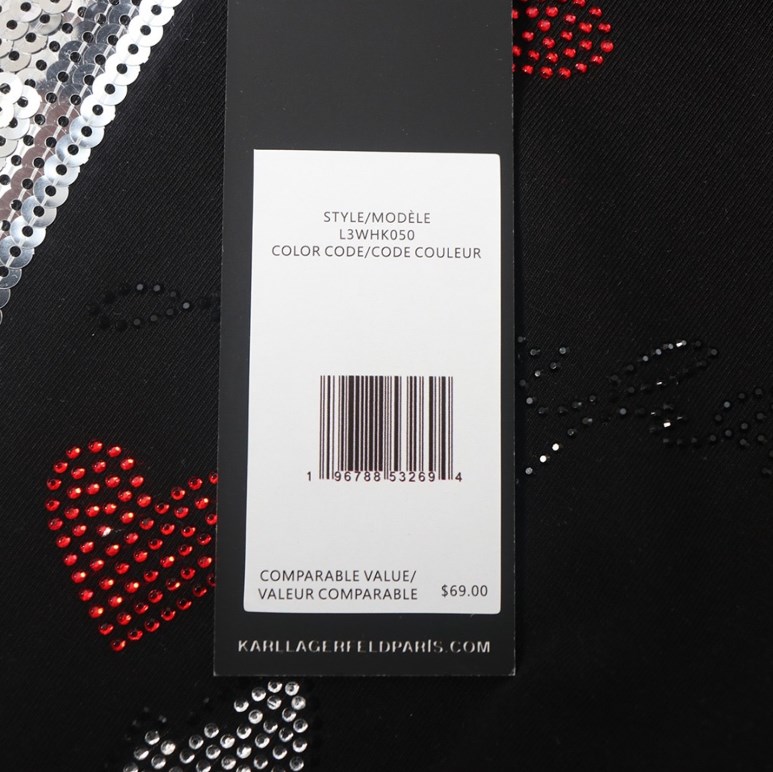 STYLE/MODÈLE
L3WHK050
COLOR CODE/CODE COULEUR
1 96788 53269 4
COMPARABLE VALUE/
VALEUR COMPARABLE $69.00
KARLLAGERFELDPARIS.COM